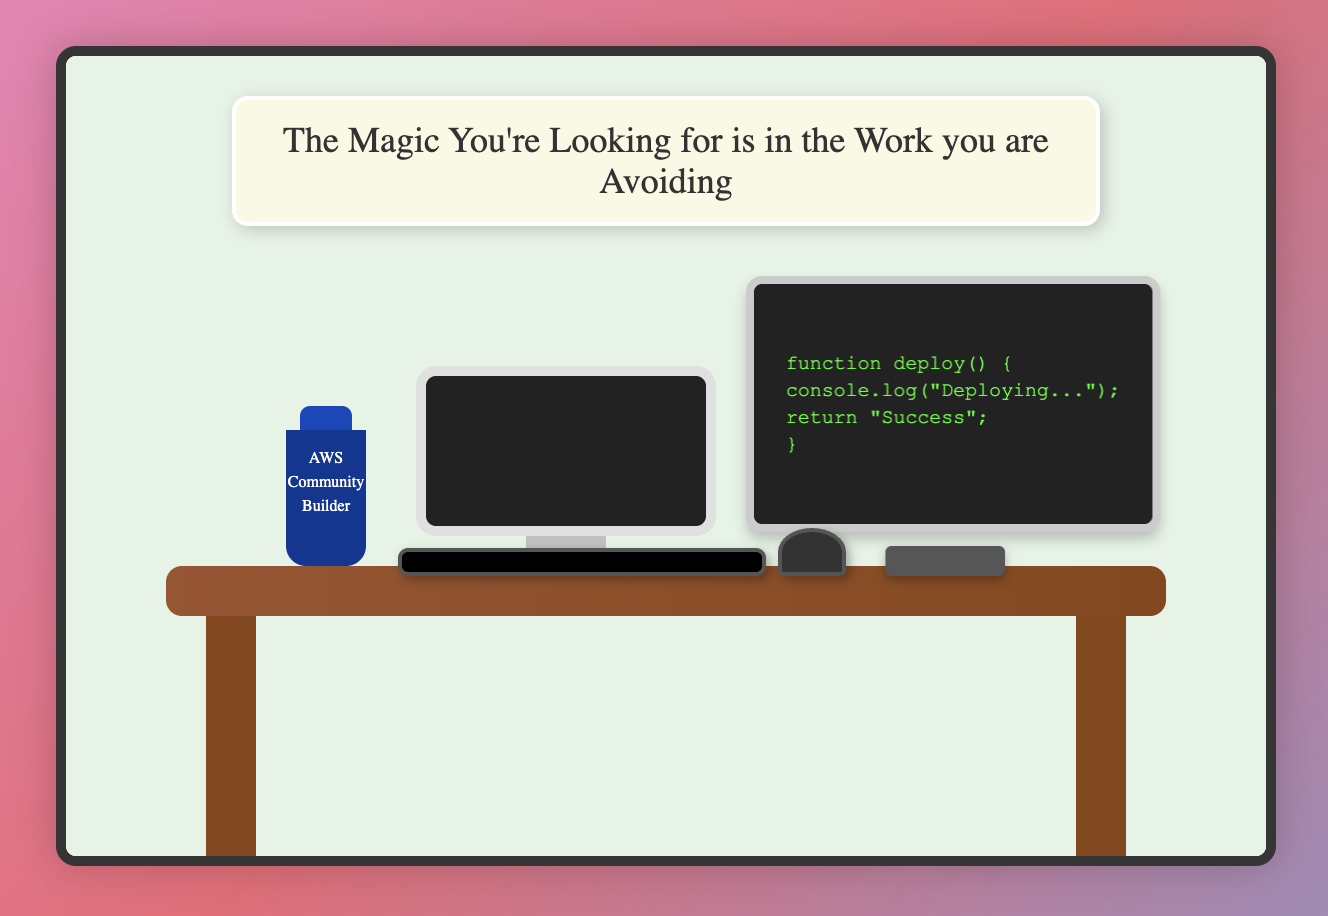 The Magic You're Looking for is in the Work you are
Avoiding
function deploy() {
console.log("Deploying...");
return "Success";
}
AWS
Community
Builder